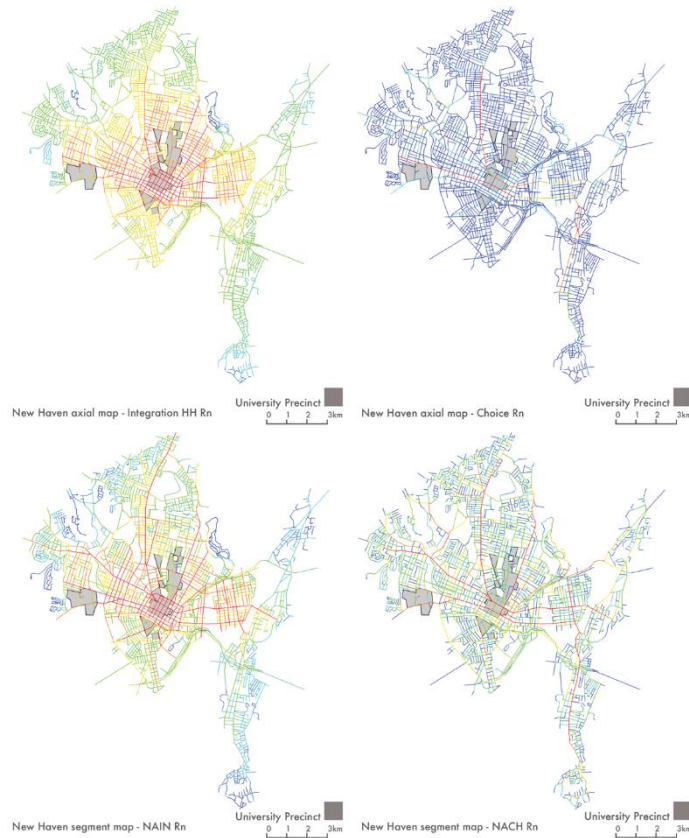 University Precinct
New Haven axial map - Integration HH Rn
0 1 2 3km
University Precinct
New Haven axial map - Choice Rn
0 1 2 3km
University Precinct
New Haven segment map - NAIN Rn
0 1 2 3km
University Precinct
New Haven segment map - NACH Rn
0 1 2 3km